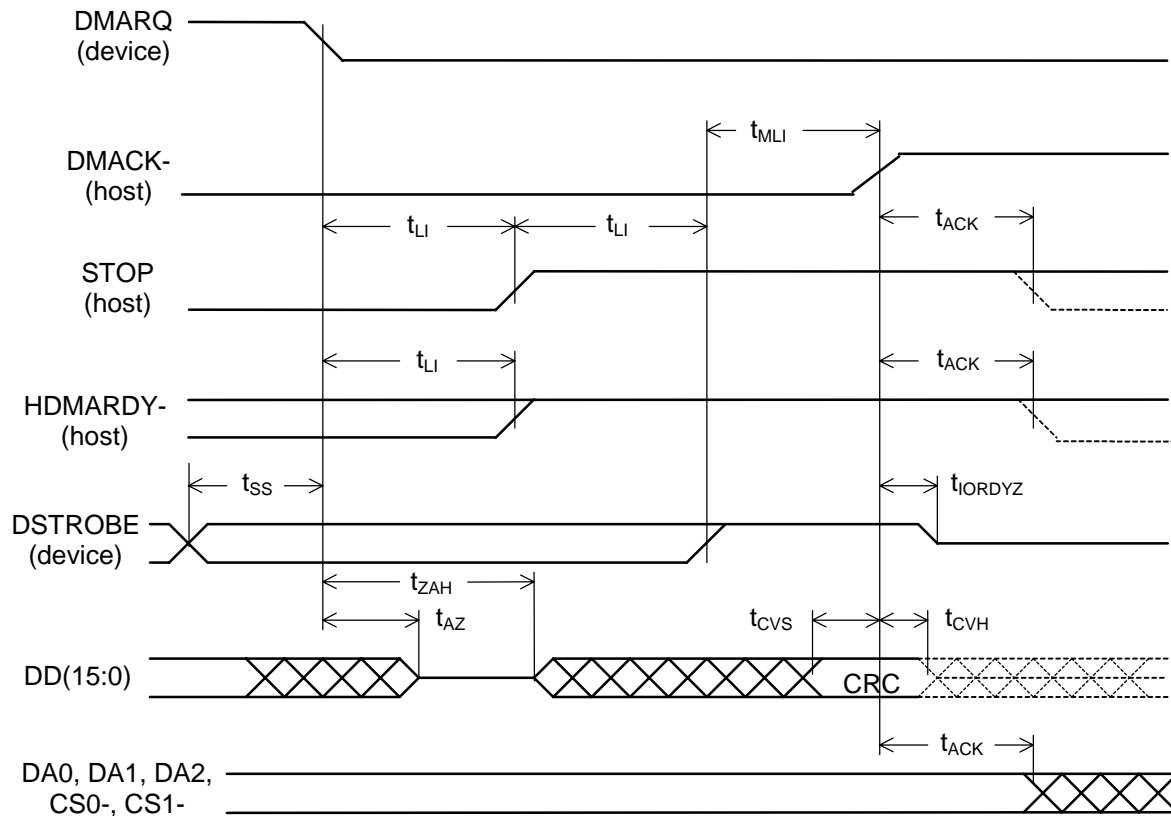 DMARQ
(device)
tMLI
DMACK-
(host)
tLI
tLI
tACK
STOP
(host)
tLI
tACK
HDMARDY-
(host)
tSS
tIORDYZ
DSTROBE
(device)
tZAH
tAZ
tCVS
tCVH
DD(15:0)
CRC
tACK
DA0, DA1, DA2,
CS0-, CS1-